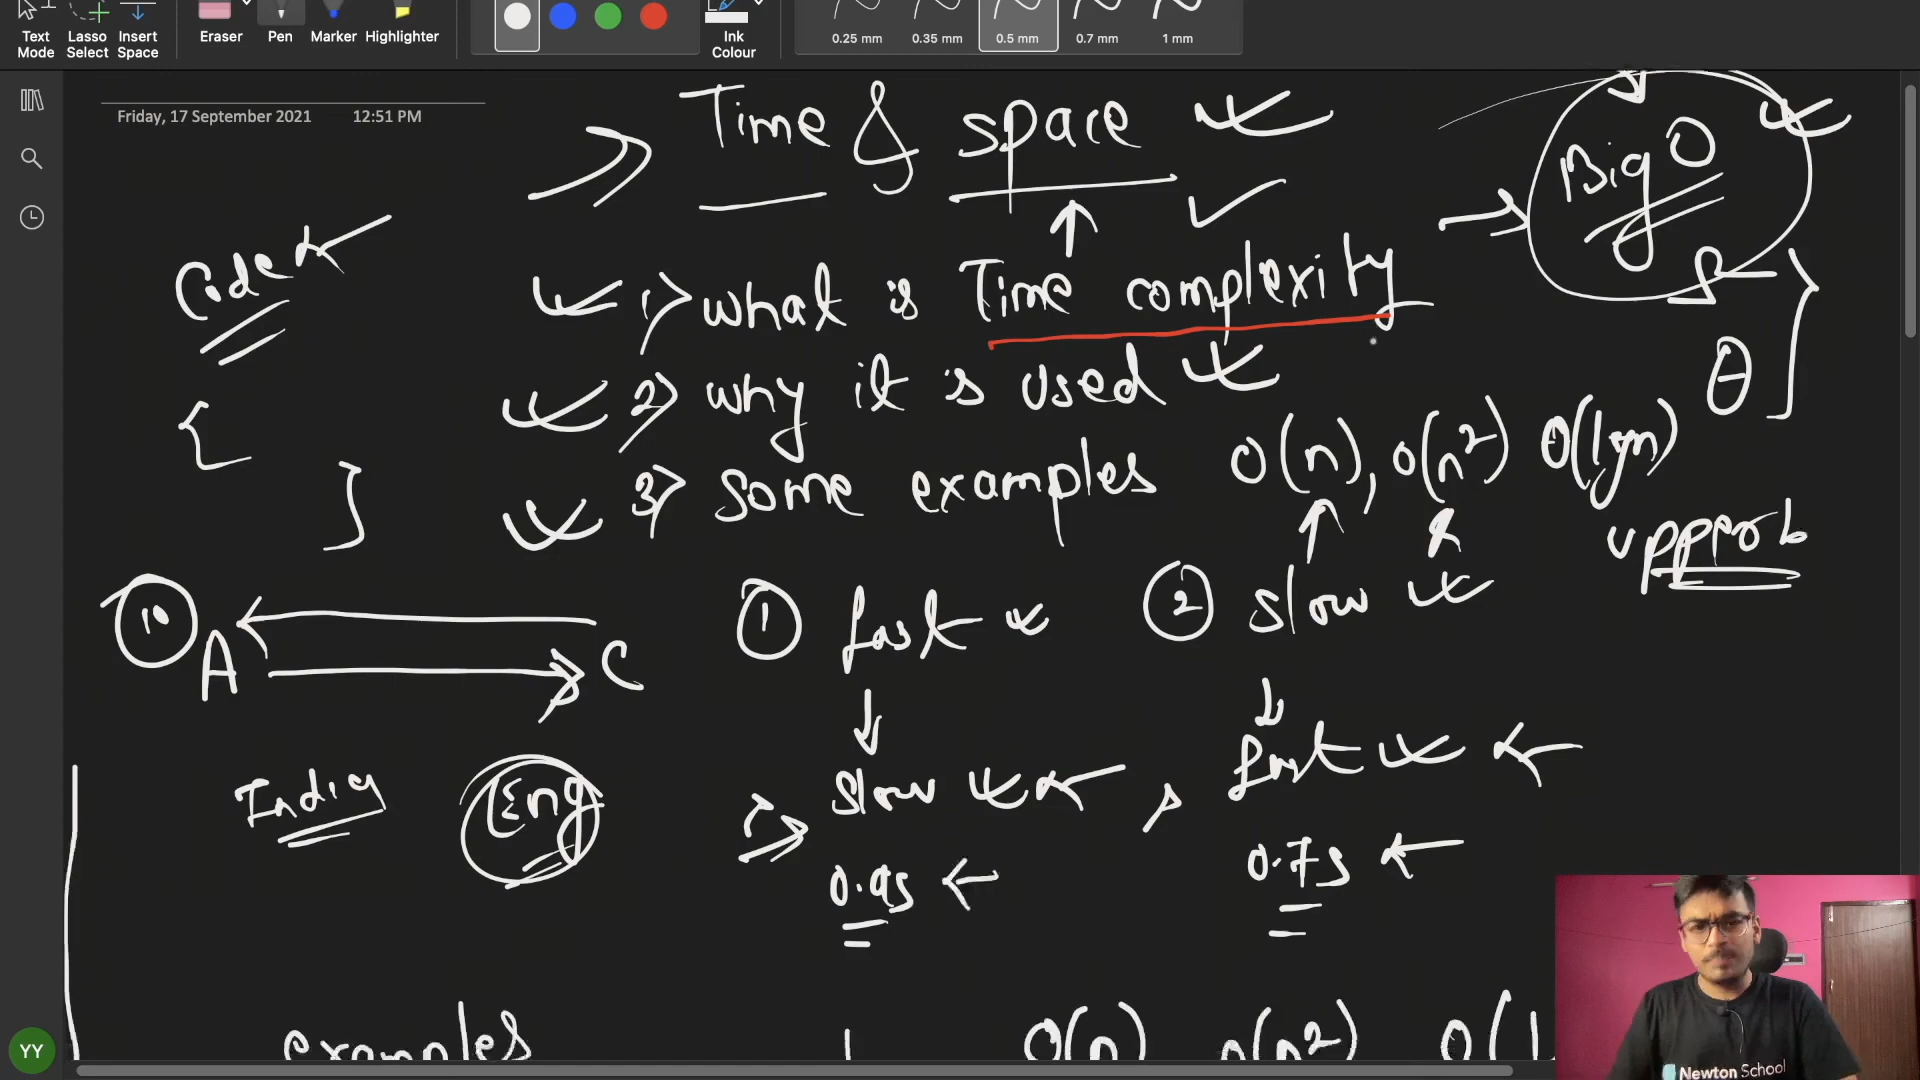 Text Mode
Lasso Select
Insert Space
Eraser
Pen
Marker
Highlighter
Ink Colour
0.25 mm
0.35 mm
0.5 mm
0.7 mm
1 mm
Friday, 17 September 2021 12:51 PM
Time & space
Big O
Code
1) what is Time complexity
2) why it is used
θ
3) some examples O(n), O(n²) O(lgn)
uppper b
10 A C
1 fast
2 slow
slow
fast
India
Eng
0.9s
0.7s
examples O(n) O(n²) O(
YY
Newton School